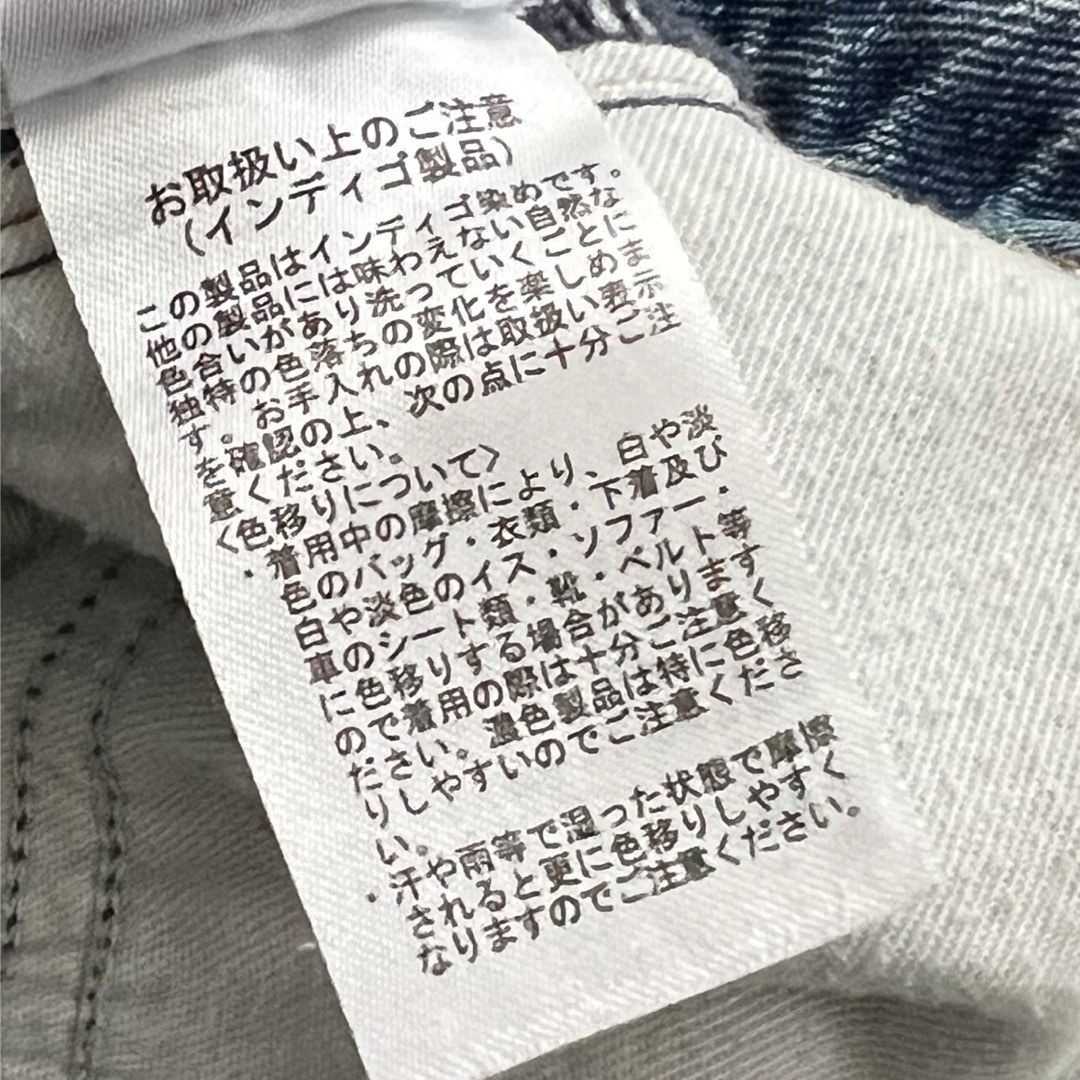 お取扱い上のご注意
(インディゴ製品)
この製品はインディゴ染めです。
他の製品には味わえない自然な
色合いがあり洗っていくごとに
独特の色落ちの変化を楽しめま
す。お手入れの際は取扱い表示
を確認の上、次の点に十分ご注
意ください。
〈色移りについて〉
・着用中の摩擦により、白や淡
色のバッグ・衣類・下着及び
白や淡色のイス・ソファー・
車のシート類・靴・ベルト等
に色移りする場合があります
ので着用の際は十分ご注意く
ださい。濃色製品は特に色移
りしやすいのでご注意くださ
い。
・汗や雨等で湿った状態で摩擦
されると更に色移りしやすく
なりますのでご注意ください。